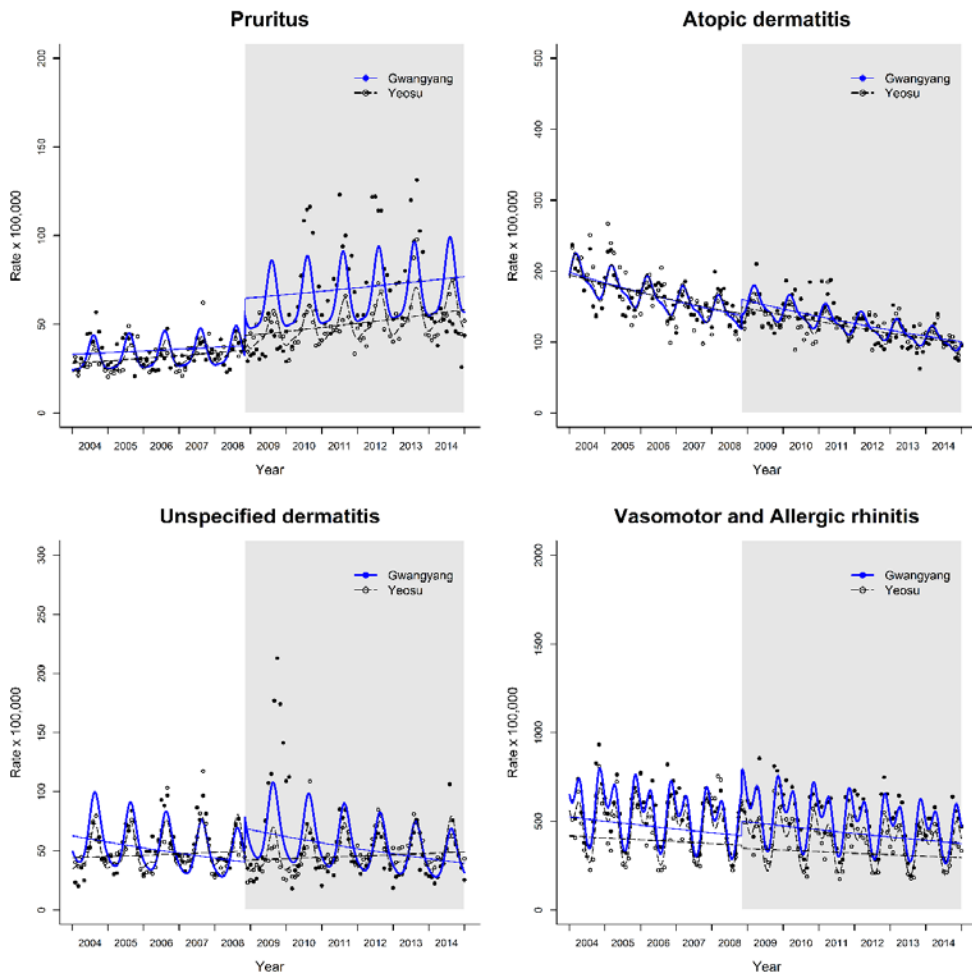 Pruritus
200
150
100
50
0
Rate x 100,000
Gwangyang
Yeosu
2004 2005 2006 2007 2008 2009 2010 2011 2012 2013 2014
Year
Atopic dermatitis
500
400
300
200
100
0
Rate x 100,000
Gwangyang
Yeosu
2004 2005 2006 2007 2008 2009 2010 2011 2012 2013 2014
Year
Unspecified dermatitis
300
250
200
150
100
50
0
Rate x 100,000
Gwangyang
Yeosu
2004 2005 2006 2007 2008 2009 2010 2011 2012 2013 2014
Year
Vasomotor and Allergic rhinitis
2000
1500
1000
500
0
Rate x 100,000
Gwangyang
Yeosu
2004 2005 2006 2007 2008 2009 2010 2011 2012 2013 2014
Year